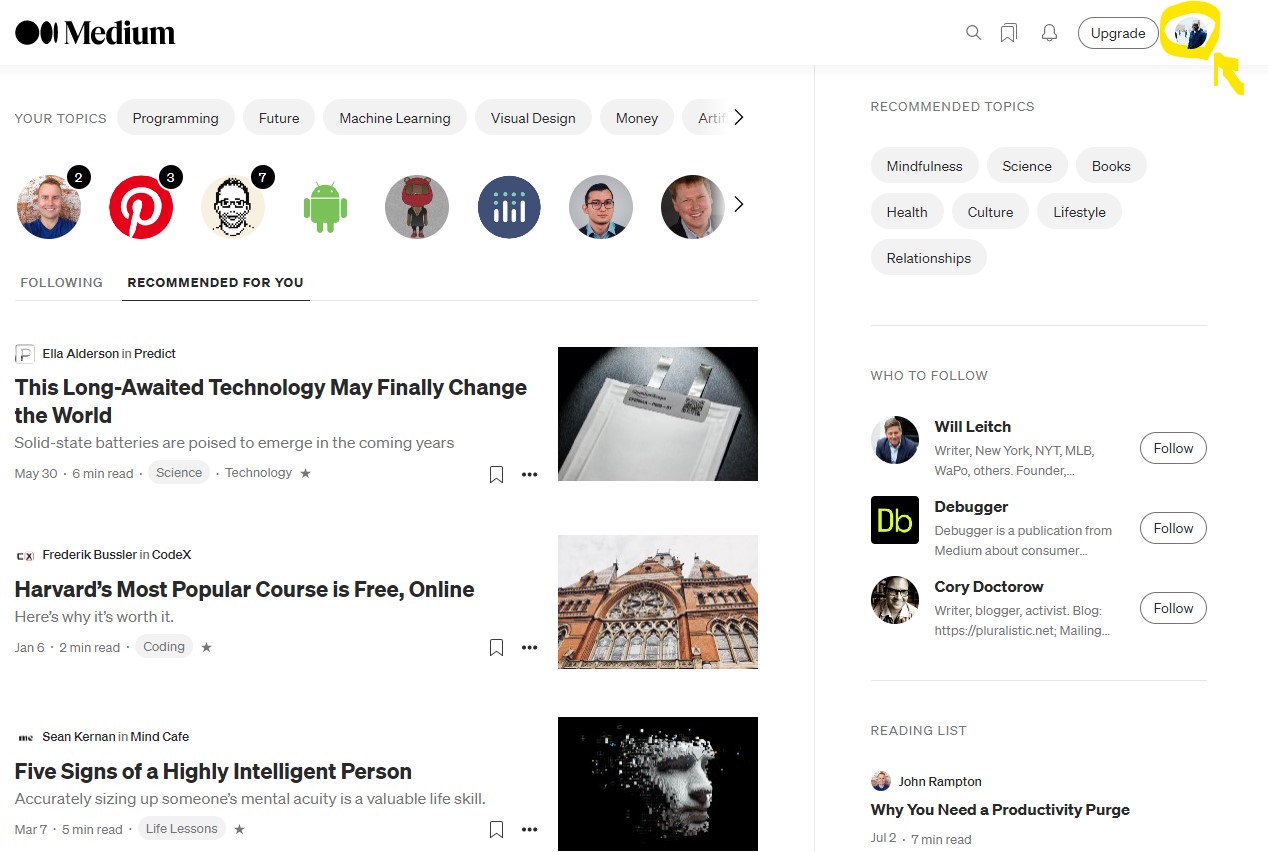 Medium
Upgrade
YOUR TOPICS
Programming
Future
Machine Learning
Visual Design
Money
Artif
2
3
7
FOLLOWING
RECOMMENDED FOR YOU
Ella Alderson in Predict
This Long-Awaited Technology May Finally Change
the World
Solid-state batteries are poised to emerge in the coming years
May 30 · 6 min read · Science · Technology ★
CX Frederik Bussler in CodeX
Harvard’s Most Popular Course is Free, Online
Here’s why it’s worth it.
Jan 6 · 2 min read · Coding ★
me Sean Kernan in Mind Cafe
Five Signs of a Highly Intelligent Person
Accurately sizing up someone’s mental acuity is a valuable life skill.
Mar 7 · 5 min read · Life Lessons ★
RECOMMENDED TOPICS
Mindfulness
Science
Books
Health
Culture
Lifestyle
Relationships
WHO TO FOLLOW
Will Leitch
Writer, New York, NYT, MLB,
WaPo, others. Founder,...
Follow
Db
Debugger
Debugger is a publication from
Medium about consumer...
Follow
Cory Doctorow
Writer, blogger, activist. Blog:
https://pluralistic.net; Mailing...
Follow
READING LIST
John Rampton
Why You Need a Productivity Purge
Jul 2 · 7 min read